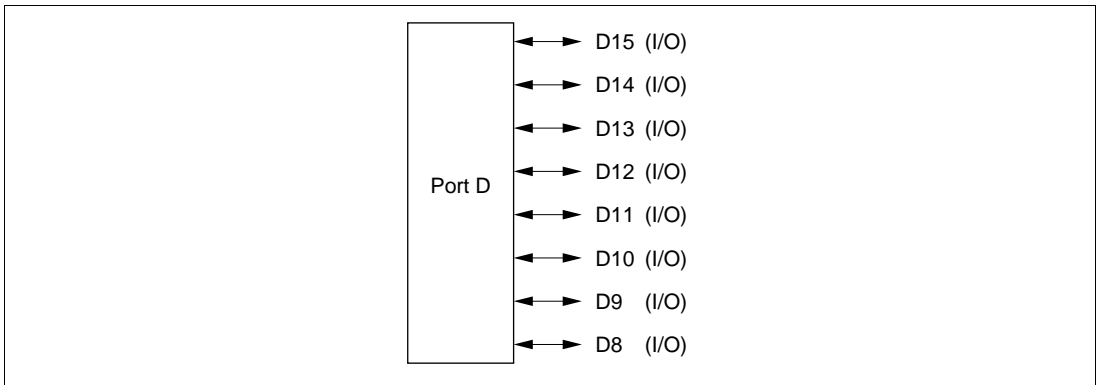 D15 (I/O)
D14 (I/O)
D13 (I/O)
D12 (I/O)
Port D
D11 (I/O)
D10 (I/O)
D9 (I/O)
D8 (I/O)